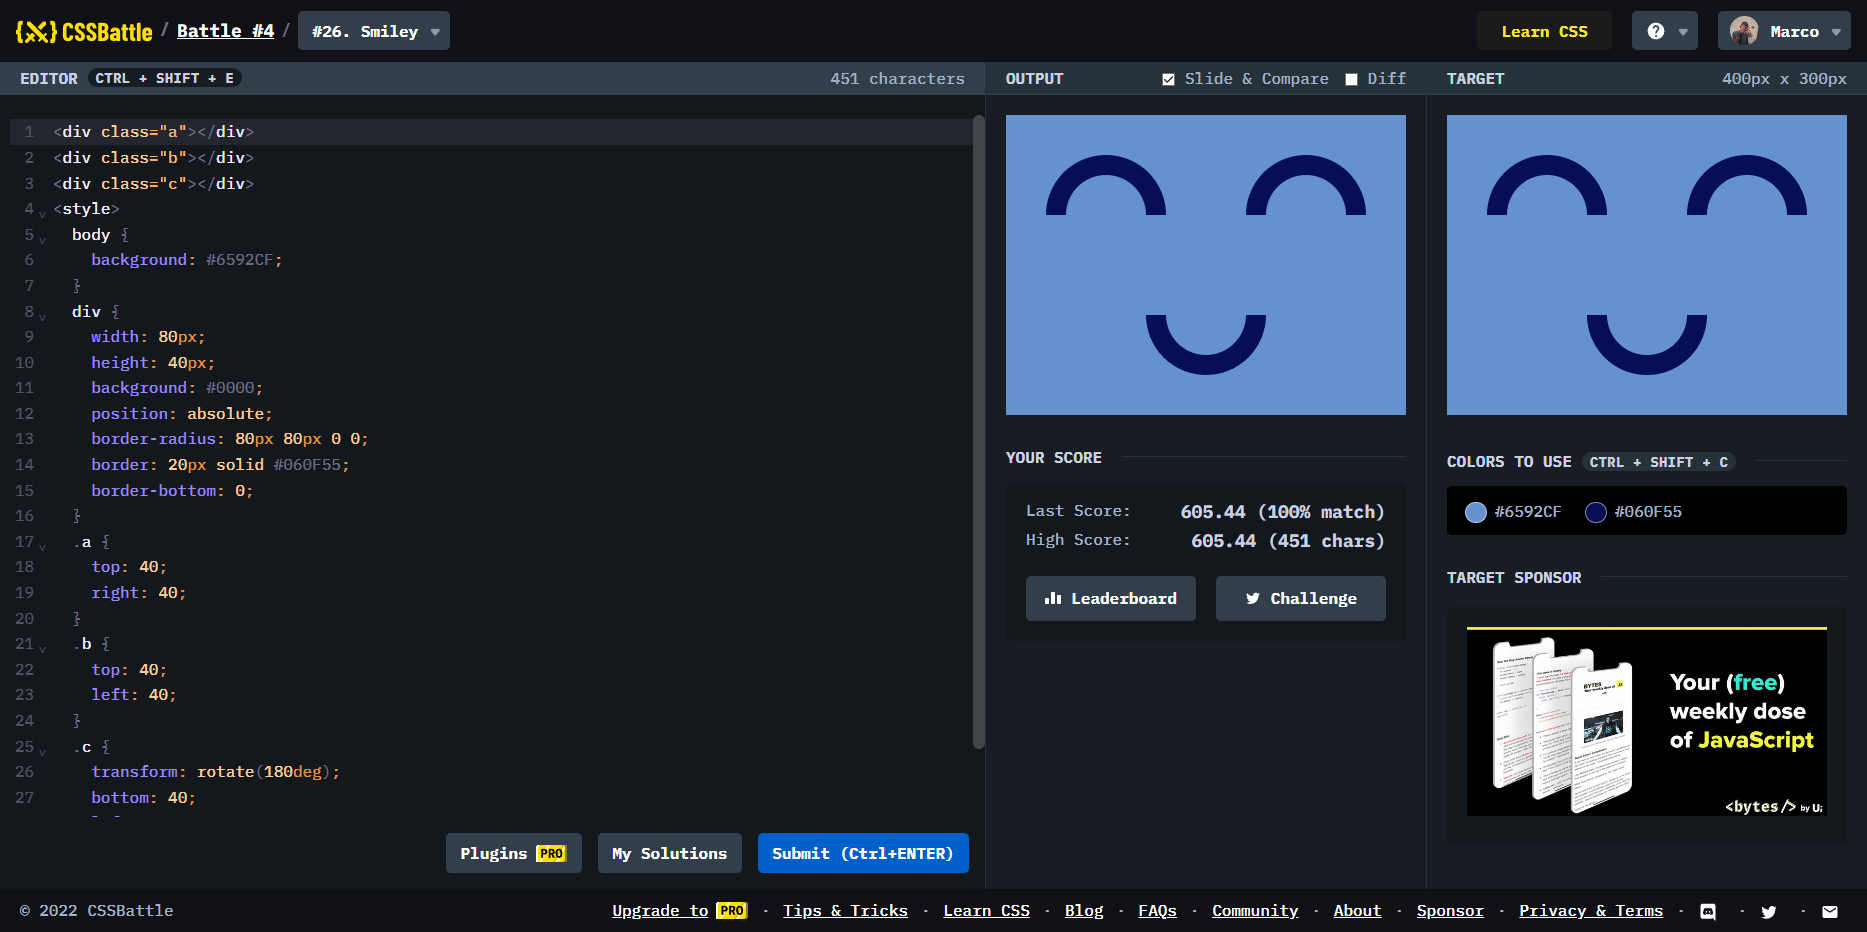 {X} CSSBattle / Battle #4 / #26. Smiley
Learn CSS
Marco
EDITOR CTRL + SHIFT + E 451 characters
OUTPUT Slide & Compare Diff
TARGET 400px x 300px
1 <div class="a"></div>
2 <div class="b"></div>
3 <div class="c"></div>
4 <style>
5 body {
6 background: #6592CF;
7 }
8 div {
9 width: 80px;
10 height: 40px;
11 background: #0000;
12 position: absolute;
13 border-radius: 80px 80px 0 0;
14 border: 20px solid #060F55;
15 border-bottom: 0;
16 }
17 .a {
18 top: 40;
19 right: 40;
20 }
21 .b {
22 top: 40;
23 left: 40;
24 }
25 .c {
26 transform: rotate(180deg);
27 bottom: 40;
Plugins PRO My Solutions Submit (Ctrl+ENTER)
YOUR SCORE
Last Score: 605.44 (100% match)
High Score: 605.44 (451 chars)
Leaderboard Challenge
COLORS TO USE CTRL + SHIFT + C
#6592CF #060F55
TARGET SPONSOR
Your (free)
weekly dose
of JavaScript
<bytes/> by Ui
© 2022 CSSBattle
Upgrade to PRO · Tips & Tricks · Learn CSS · Blog · FAQs · Community · About · Sponsor · Privacy & Terms · · ·